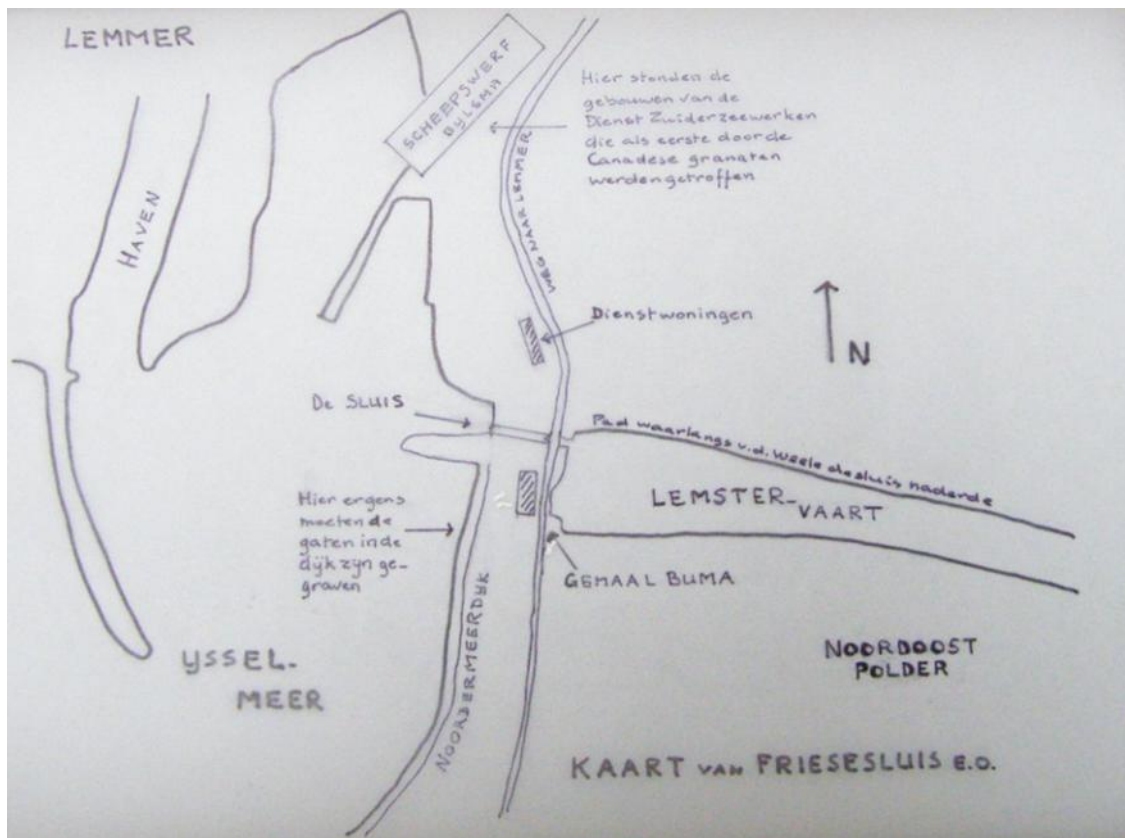 LEMMER
SCHEEPSWERF
BYLEMA
Hier stonden de
gebouwen van de
Dienst Zuiderzeewerken
die als eerste door de
Canadese granaten
werden getroffen
HAVEN
WEG NAAR LEMMER
Dienstwoningen
N
DE SLUIS
Pad waarlangs v.d. Weele de sluis naderde
LEMSTER-
VAART
Hier ergens
moeten de
gaten in de
dijk zijn ge-
graven
GEMAAL BUMA
NOORDERMEERDYK
YSSEL-
MEER
NOORDOOST
POLDER
KAART VAN FRIESESLUIS E.O.